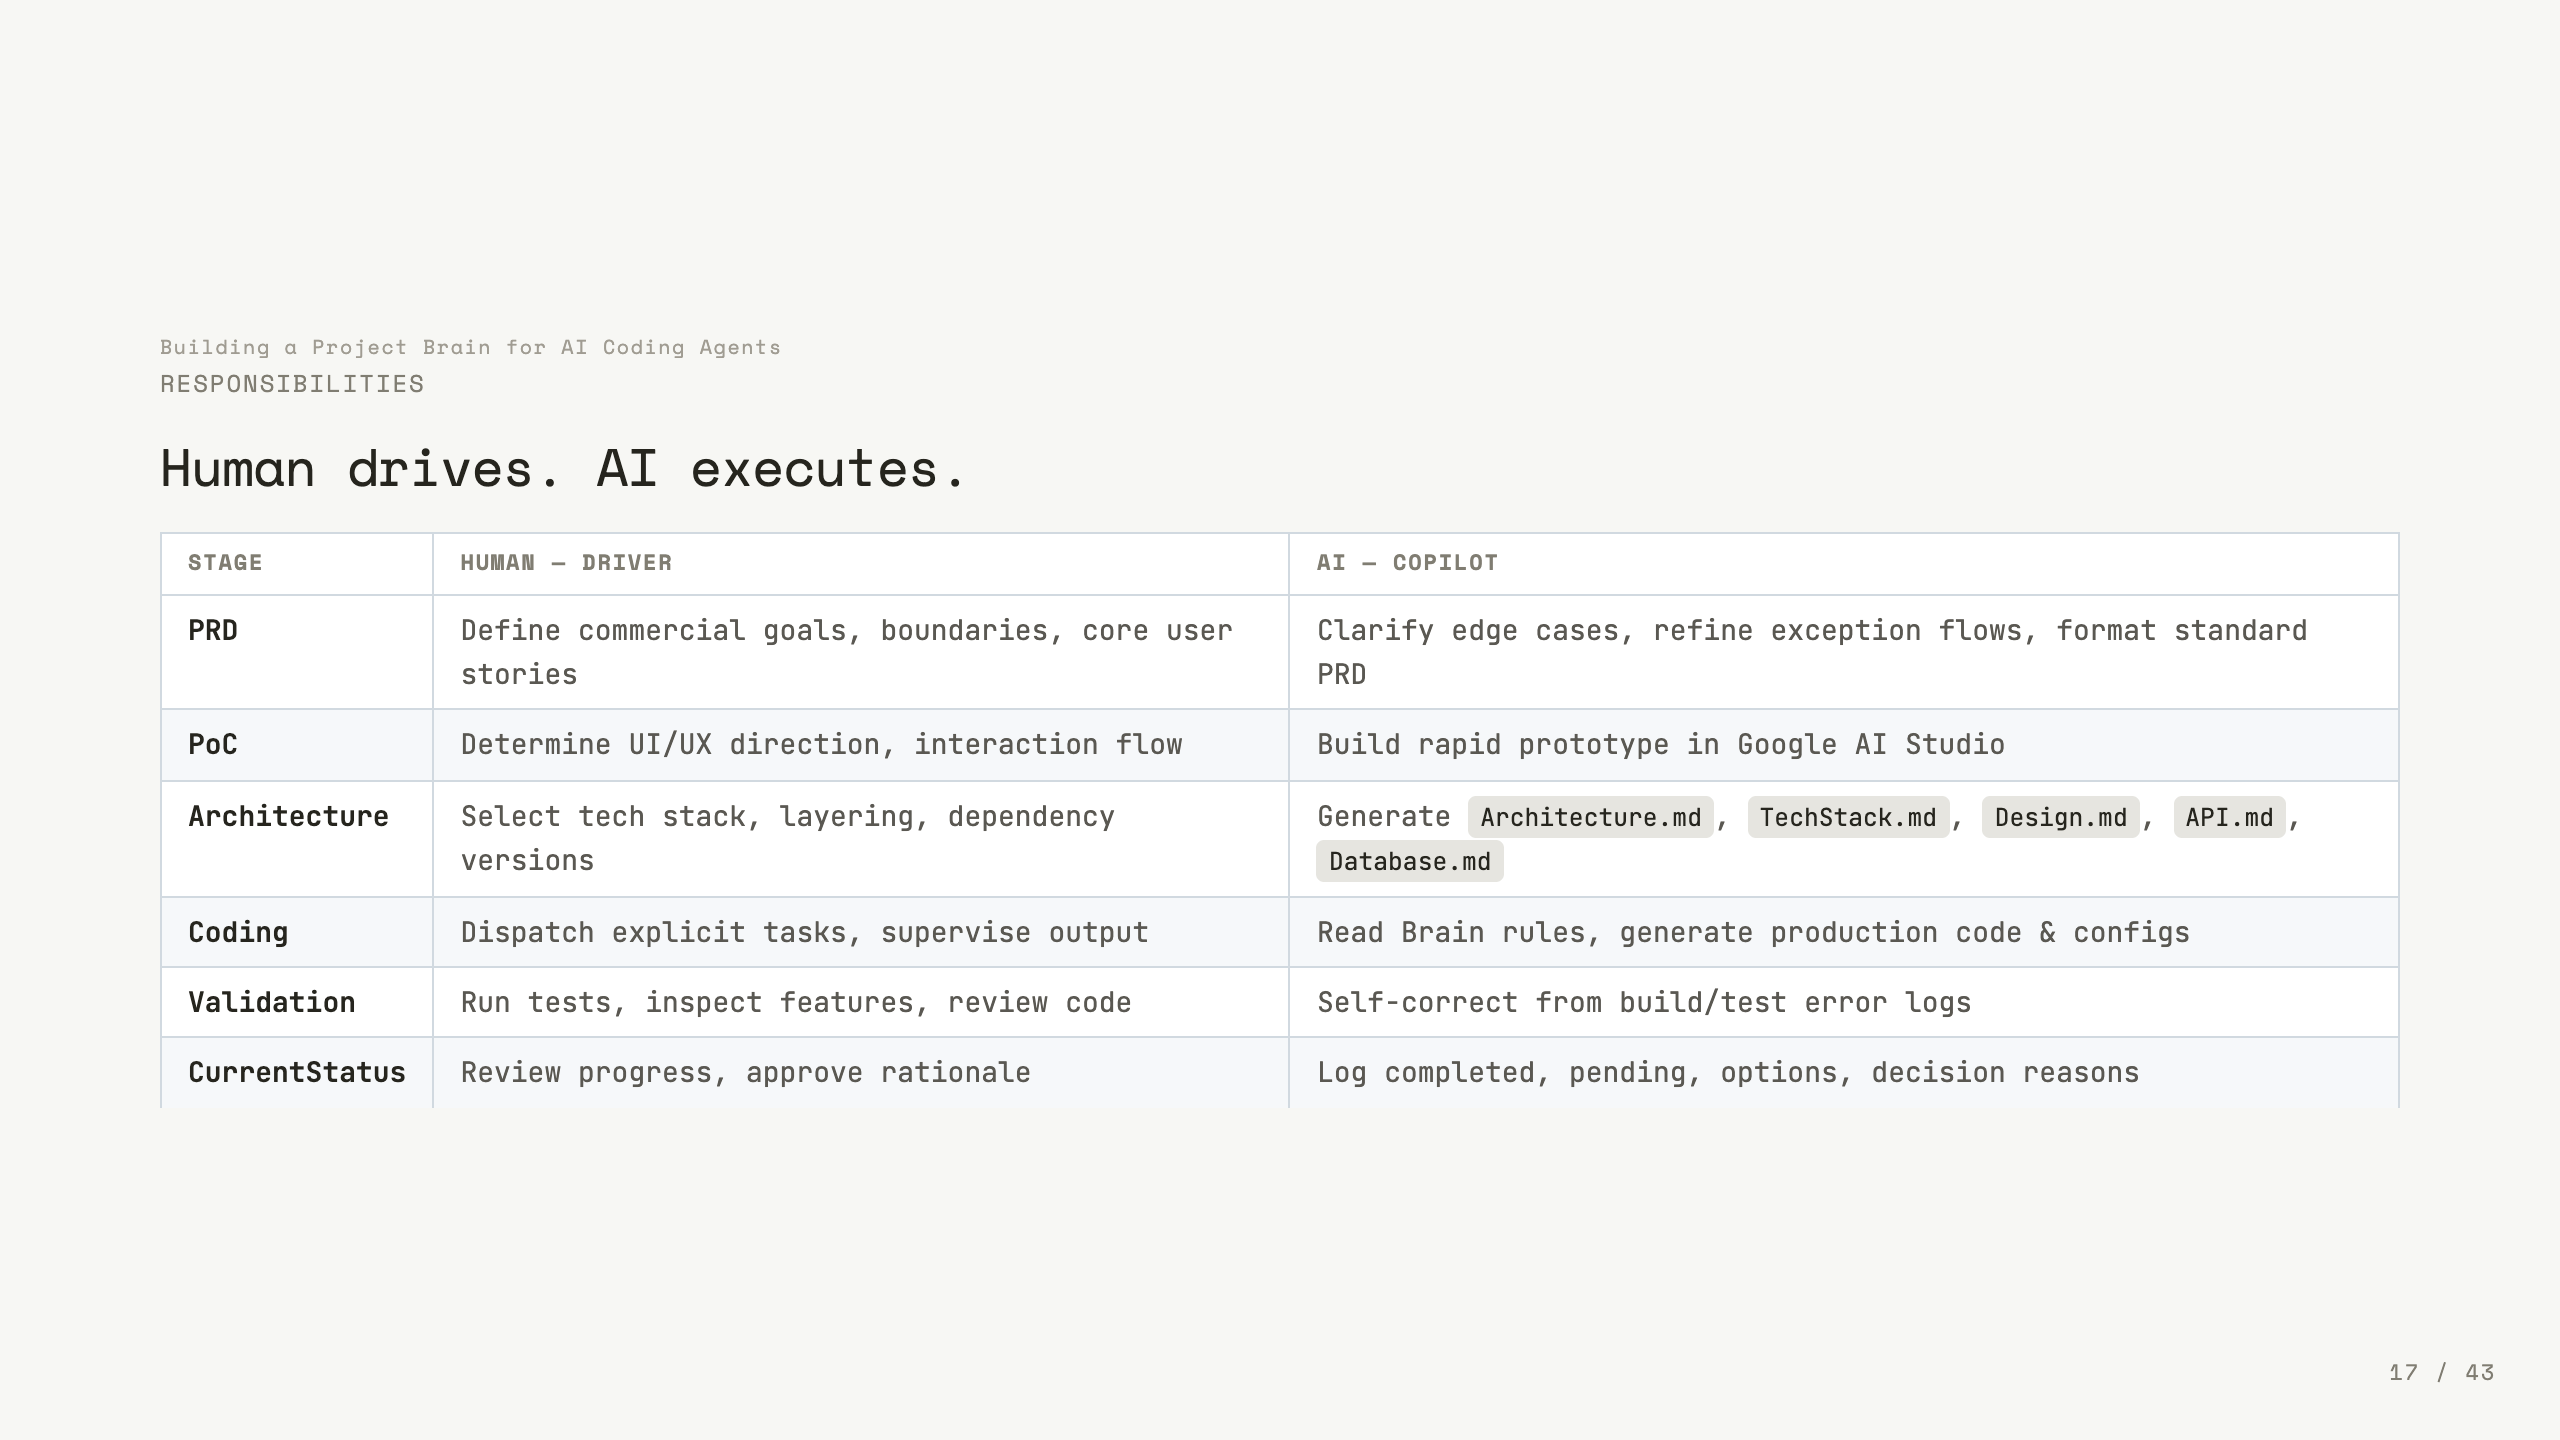 Building a Project Brain for AI Coding Agents
RESPONSIBILITIES
Human drives. AI executes.
STAGE
HUMAN — DRIVER
AI — COPILOT
PRD
Define commercial goals, boundaries, core user
stories
Clarify edge cases, refine exception flows, format standard
PRD
PoC
Determine UI/UX direction, interaction flow
Build rapid prototype in Google AI Studio
Architecture
Select tech stack, layering, dependency
versions
Generate Architecture.md, TechStack.md, Design.md, API.md,
Database.md
Coding
Dispatch explicit tasks, supervise output
Read Brain rules, generate production code & configs
Validation
Run tests, inspect features, review code
Self-correct from build/test error logs
CurrentStatus
Review progress, approve rationale
Log completed, pending, options, decision reasons
17 / 43